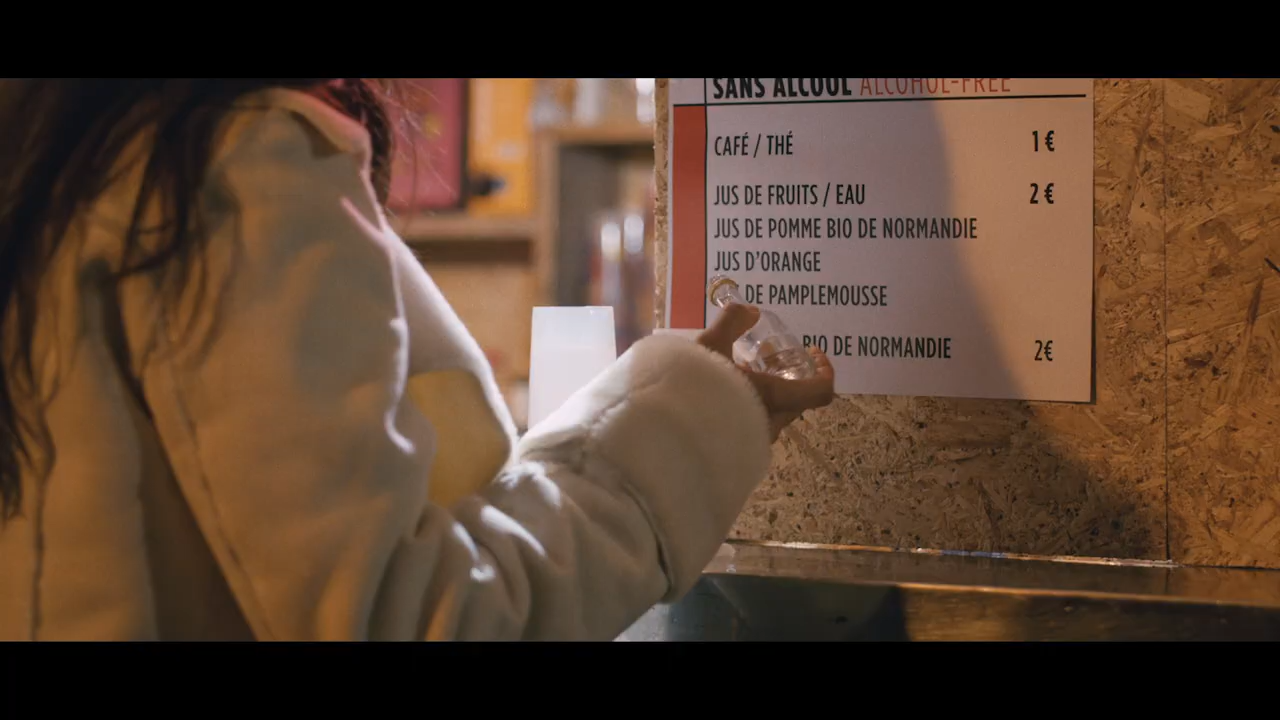 SANS ALCOOL ALCOHOL-FREE
CAFÉ / THÉ 1 €
JUS DE FRUITS / EAU 2 €
JUS DE POMME BIO DE NORMANDIE
JUS D'ORANGE
DE PAMPLEMOUSSE
BIO DE NORMANDIE 2€